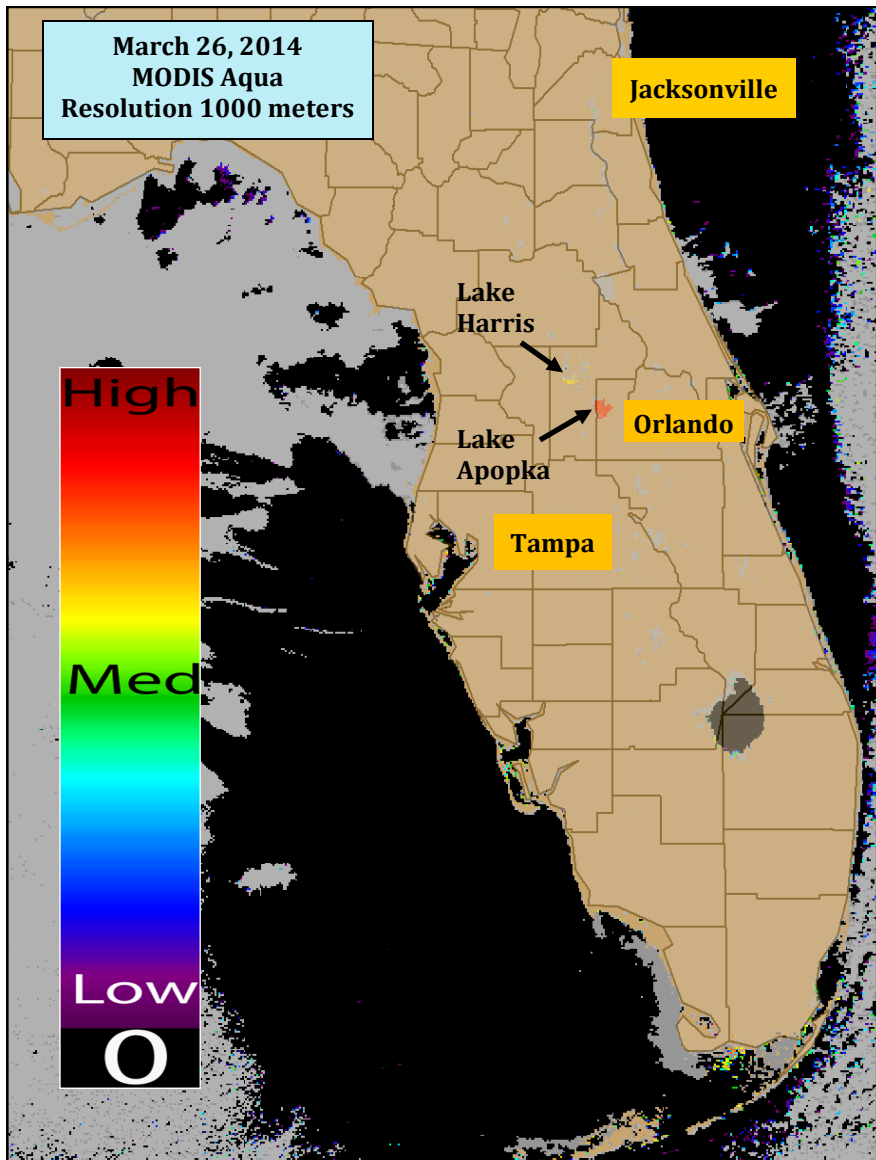 March 26, 2014
MODIS Aqua
Resolution 1000 meters
Jacksonville
Lake
Harris
High
Orlando
Lake
Apopka
Tampa
Med
Low
0